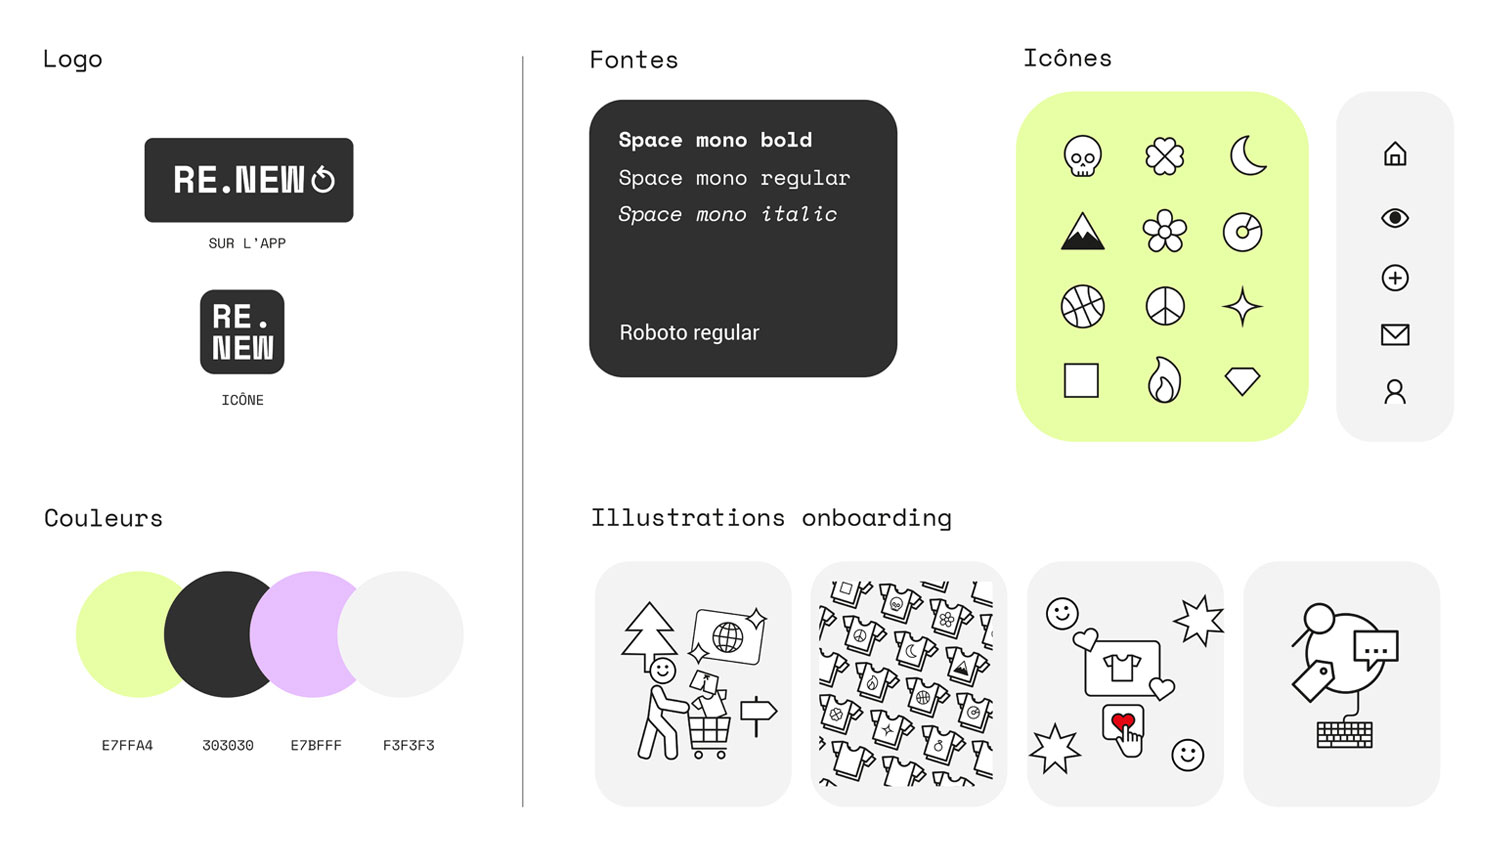 Logo
RE.NEW
SUR L'APP
RE.
NEW
ICÔNE
Couleurs
E7FFA4
303030
E7BFFF
F3F3F3
Fontes
Space mono bold
Space mono regular
Space mono italic
Roboto regular
Icônes
Illustrations onboarding